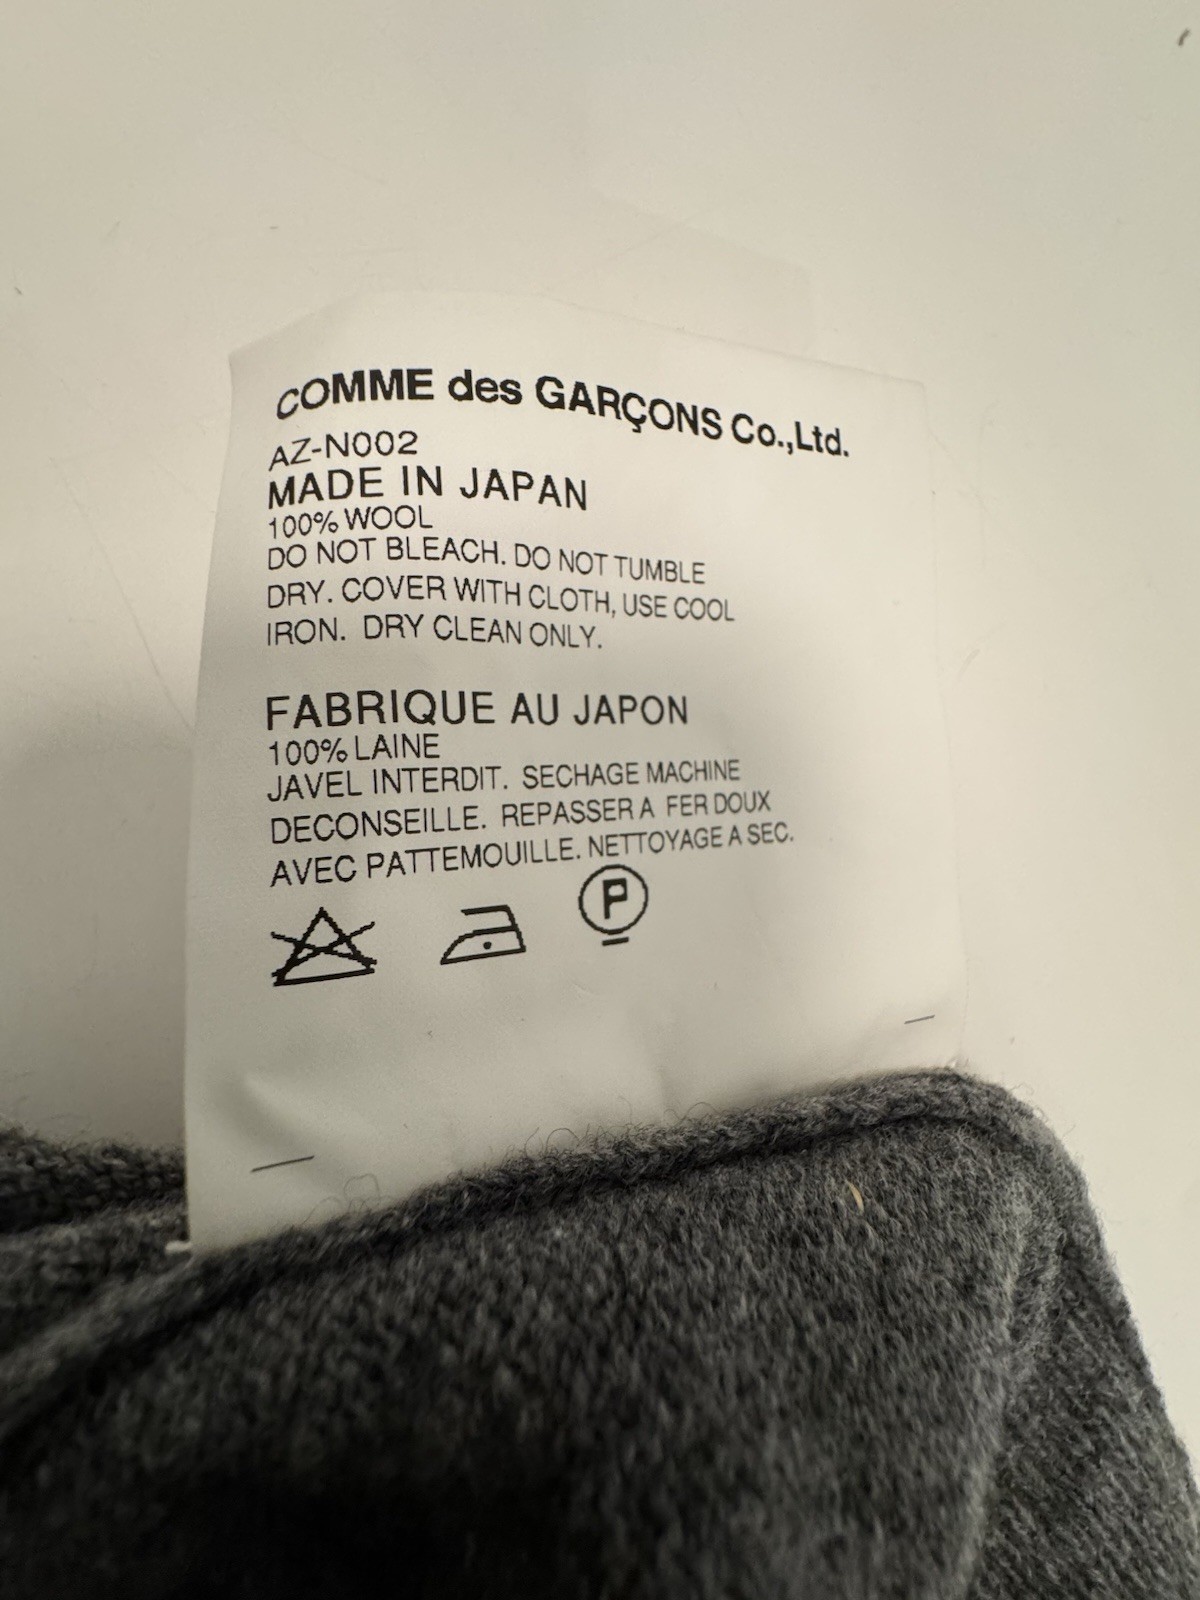 COMME des GARÇONS Co.,Ltd.
AZ-N002
MADE IN JAPAN
100% WOOL
DO NOT BLEACH. DO NOT TUMBLE
DRY. COVER WITH CLOTH, USE COOL
IRON. DRY CLEAN ONLY.
FABRIQUE AU JAPON
100% LAINE
JAVEL INTERDIT. SECHAGE MACHINE
DECONSEILLE. REPASSER A FER DOUX
AVEC PATTEMOUILLE. NETTOYAGE A SEC.
P